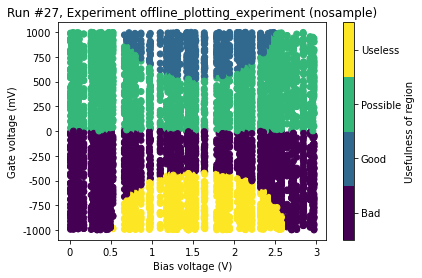 Run #27, Experiment offline_plotting_experiment (nosample)
1000
750
500
250
0
-250
-500
-750
-1000
Gate voltage (mV)
0
0.5
1
1.5
2
2.5
3
Bias voltage (V)
Useless
Possible
Good
Bad
Usefulness of region